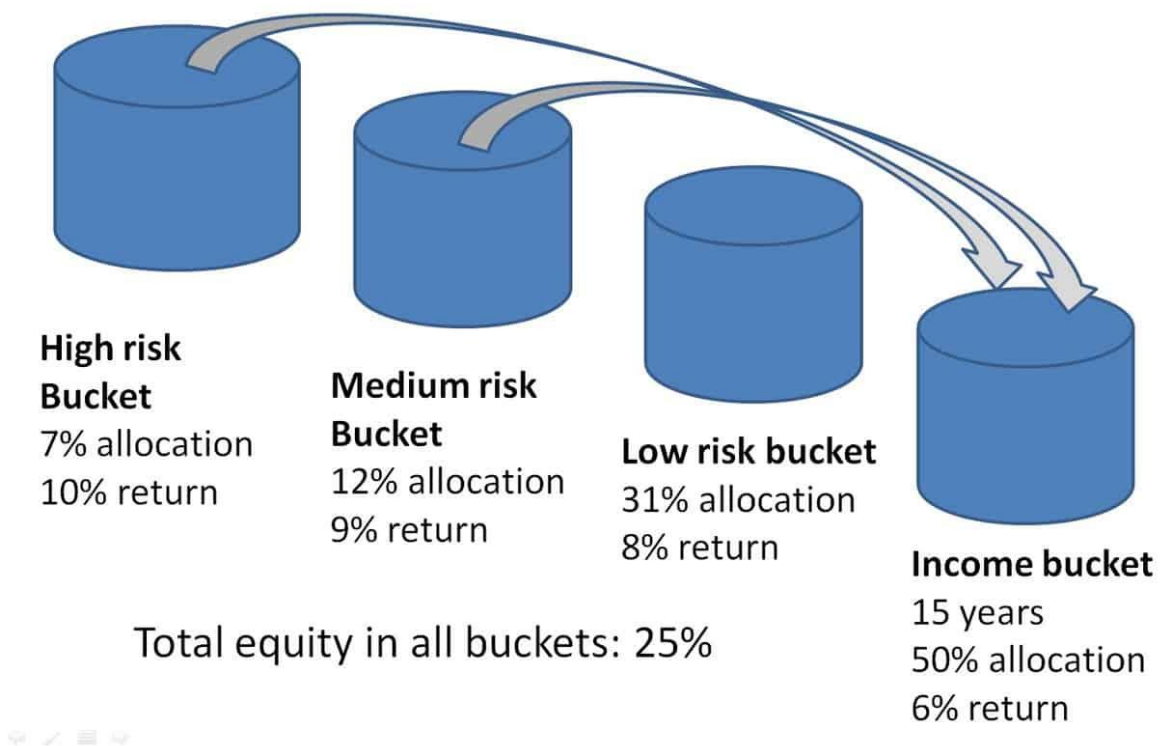 High risk
Bucket
7% allocation
10% return
Medium risk
Bucket
12% allocation
9% return
Low risk bucket
31% allocation
8% return
Income bucket
15 years
50% allocation
6% return
Total equity in all buckets: 25%